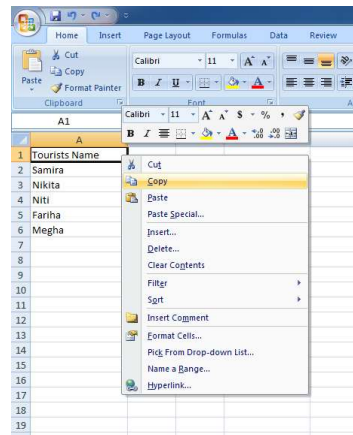 Home Insert Page Layout Formulas Data Review
Cut
Copy
Format Painter
Paste
Clipboard
Calibri 11 A A
B I U A
Font
Calibri 11 A A $ % ,
B I A .00 .0
A1
A
1 Tourists Name
2 Samira
3 Nikita
4 Niti
5 Fariha
6 Megha
7
8
9
10
11
12
13
14
15
16
17
18
19
Cut
Copy
Paste
Paste Special...
Insert...
Delete...
Clear Contents
Filter
Sort
Insert Comment
Format Cells...
Pick From Drop-down List...
Name a Range...
Hyperlink...